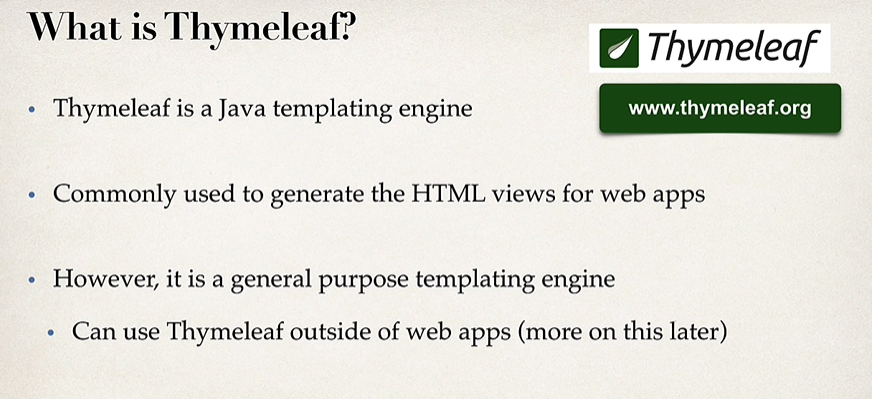 What is Thymeleaf?
Thymeleaf
www.thymeleaf.org
• Thymeleaf is a Java templating engine
• Commonly used to generate the HTML views for web apps
• However, it is a general purpose templating engine
• Can use Thymeleaf outside of web apps (more on this later)